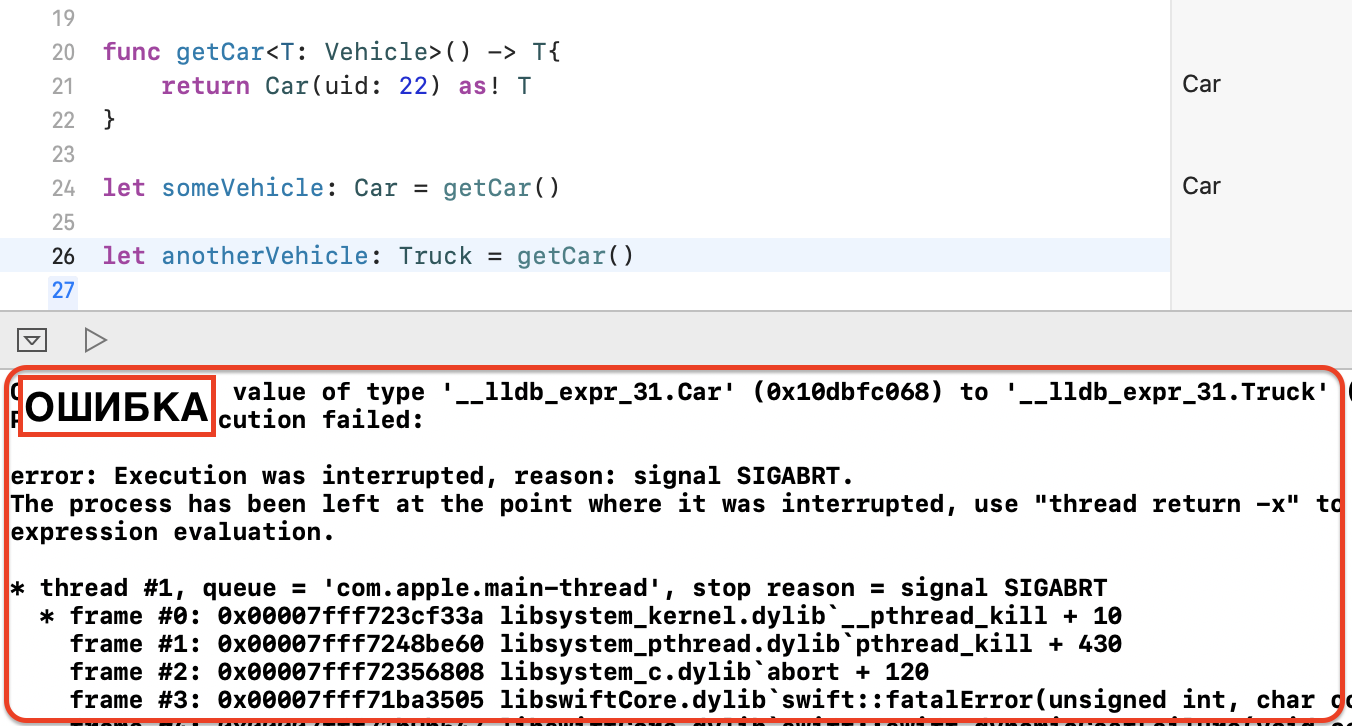 19
20 func getCar<T: Vehicle>() -> T{
21 return Car(uid: 22) as! T Car
22 }
23
24 let someVehicle: Car = getCar() Car
25
26 let anotherVehicle: Truck = getCar()
27
ОШИБКА value of type '__lldb_expr_31.Car' (0x10dbfc068) to '__lldb_expr_31.Truck' (
cution failed:
error: Execution was interrupted, reason: signal SIGABRT.
The process has been left at the point where it was interrupted, use "thread return -x" to
expression evaluation.
* thread #1, queue = 'com.apple.main-thread', stop reason = signal SIGABRT
* frame #0: 0x00007fff723cf33a libsystem_kernel.dylib`__pthread_kill + 10
frame #1: 0x00007fff7248be60 libsystem_pthread.dylib`pthread_kill + 430
frame #2: 0x00007fff72356808 libsystem_c.dylib`abort + 120
frame #3: 0x00007fff71ba3505 libswiftCore.dylib`swift::fatalError(unsigned int, char co